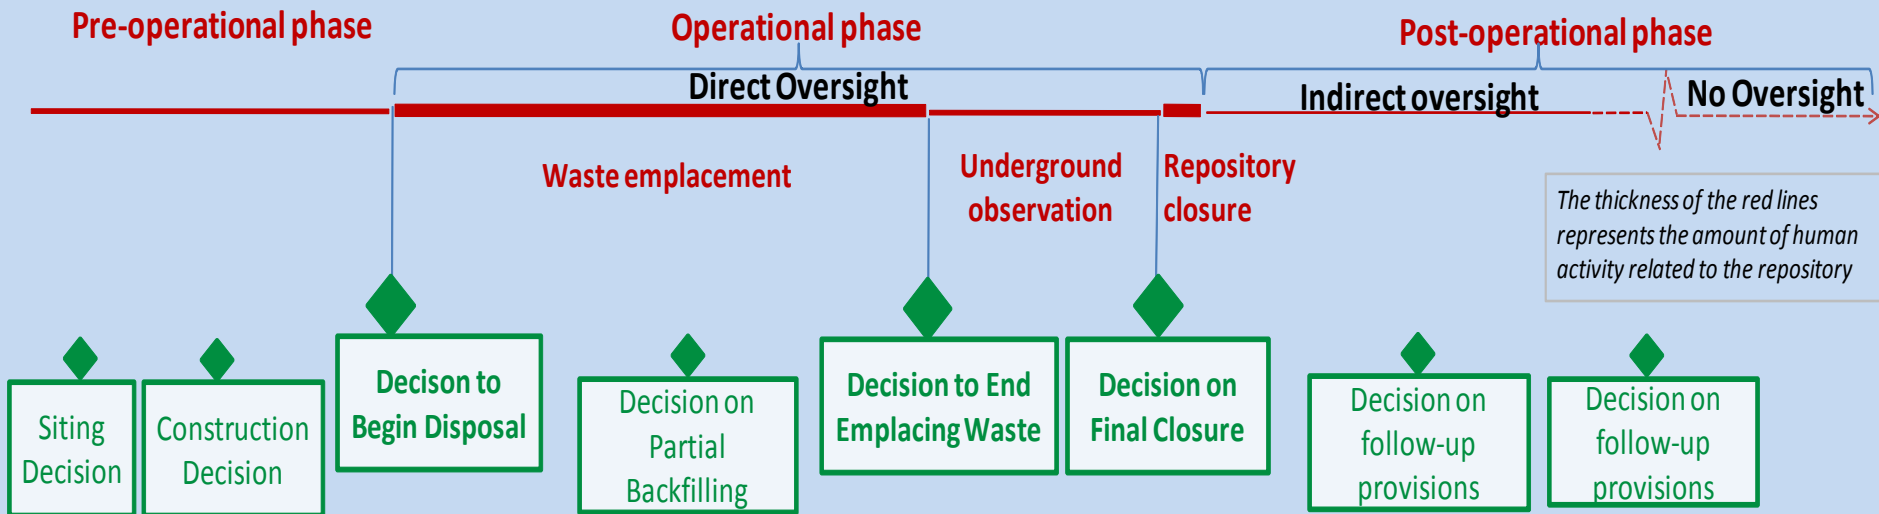 Pre-operational phase
Operational phase
Post-operational phase
Direct Oversight
Indirect oversight
No Oversight
Waste emplacement
Underground
observation
Repository
closure
The thickness of the red lines
represents the amount of human
activity related to the repository
Siting
Decision
Construction
Decision
Decison to
Begin Disposal
Decision on
Partial
Backfilling
Decision to End
Emplacing Waste
Decision on
Final Closure
Decision on
follow-up
provisions
Decision on
follow-up
provisions